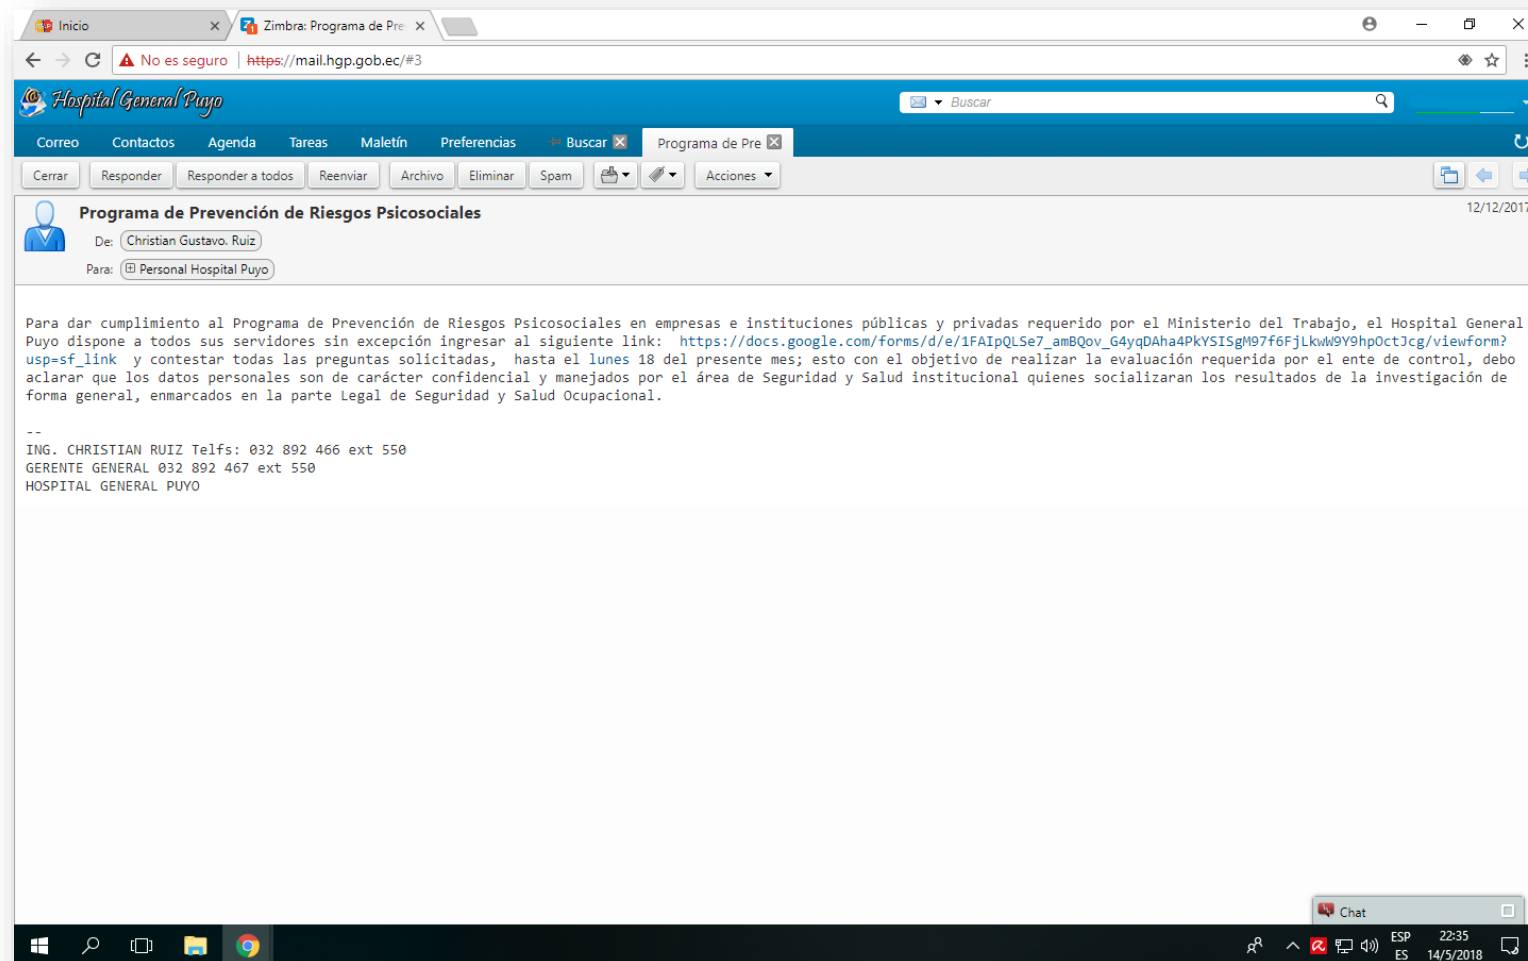 Inicio
Zimbra: Programa de Pre
No es seguro | https://mail.hgp.gob.ec/#3
Hospital General Puyo
Buscar
Correo Contactos Agenda Tareas Maletín Preferencias Buscar Programa de Pre
Cerrar Responder Responder a todos Reenviar Archivo Eliminar Spam Acciones
Programa de Prevención de Riesgos Psicosociales
12/12/2017
De: Christian Gustavo. Ruiz
Para: Personal Hospital Puyo
Para dar cumplimiento al Programa de Prevención de Riesgos Psicosociales en empresas e instituciones públicas y privadas requerido por el Ministerio del Trabajo, el Hospital General
Puyo dispone a todos sus servidores sin excepción ingresar al siguiente link: https://docs.google.com/forms/d/e/1FAIpQLSe7_amBQov_G4yqDAha4PkYSISgM97f6FjLkwW9Y9hpOctJcg/viewform?
usp=sf_link y contestar todas las preguntas solicitadas, hasta el lunes 18 del presente mes; esto con el objetivo de realizar la evaluación requerida por el ente de control, debo
aclarar que los datos personales son de carácter confidencial y manejados por el área de Seguridad y Salud institucional quienes socializaran los resultados de la investigación de
forma general, enmarcados en la parte Legal de Seguridad y Salud Ocupacional.
--
ING. CHRISTIAN RUIZ Telfs: 032 892 466 ext 550
GERENTE GENERAL 032 892 467 ext 550
HOSPITAL GENERAL PUYO
Chat
ESP
ES
22:35
14/5/2018